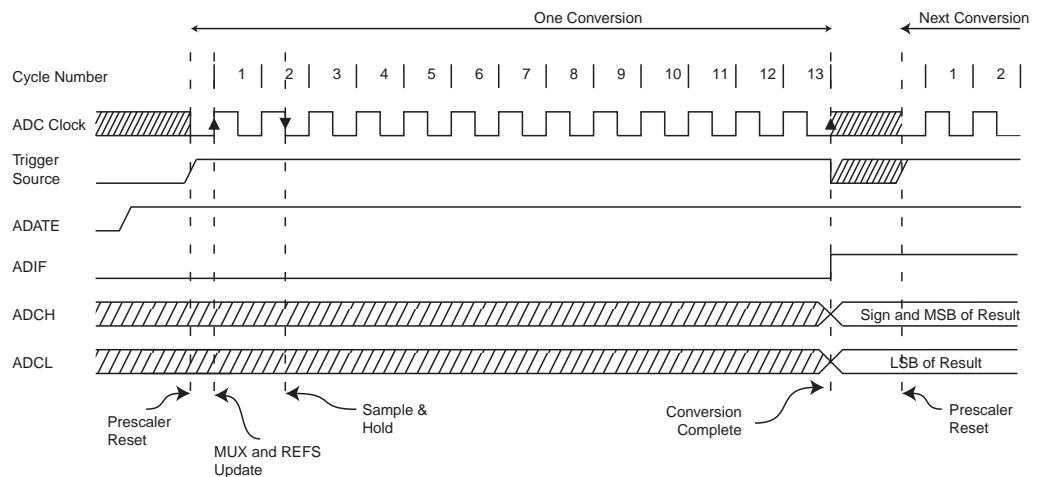 One Conversion
Next Conversion
Cycle Number 1 2 3 4 5 6 7 8 9 10 11 12 13 1 2
ADC Clock
Trigger
Source
ADATE
ADIF
ADCH
Sign and MSB of Result
ADCL
LSB of Result
Prescaler
Reset
MUX and REFS
Update
Sample &
Hold
Conversion
Complete
Prescaler
Reset